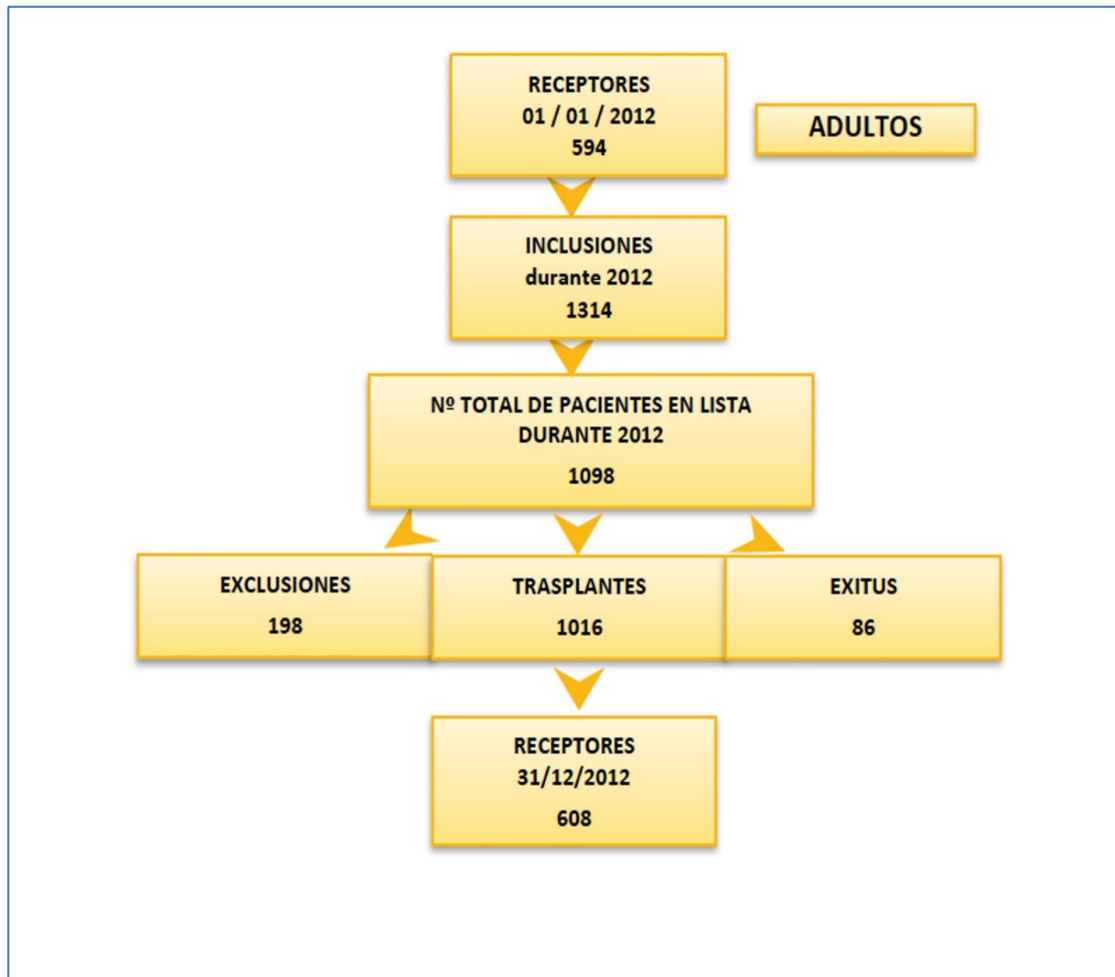 RECEPTORES
01 / 01 / 2012
594
ADULTOS
INCLUSIONES
durante 2012
1314
Nº TOTAL DE PACIENTES EN LISTA
DURANTE 2012
1098
EXCLUSIONES
198
TRASPLANTES
1016
EXITUS
86
RECEPTORES
31/12/2012
608